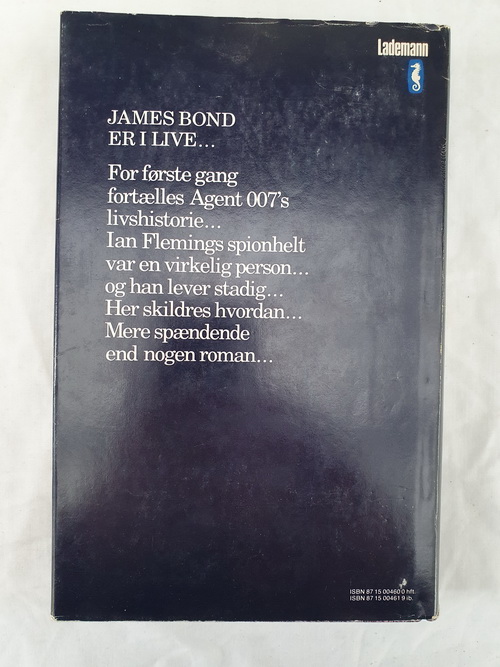 Lademann
JAMES BOND
ER I LIVE...
For første gang
fortælles Agent 007's
livshistorie...
Ian Flemings spionhelt
var en virkelig person...
og han lever stadig...
Her skildres hvordan...
Mere spændende
end nogen roman...
ISBN 87 15 00460 0 hft.
ISBN 87 15 00461 9 ib.